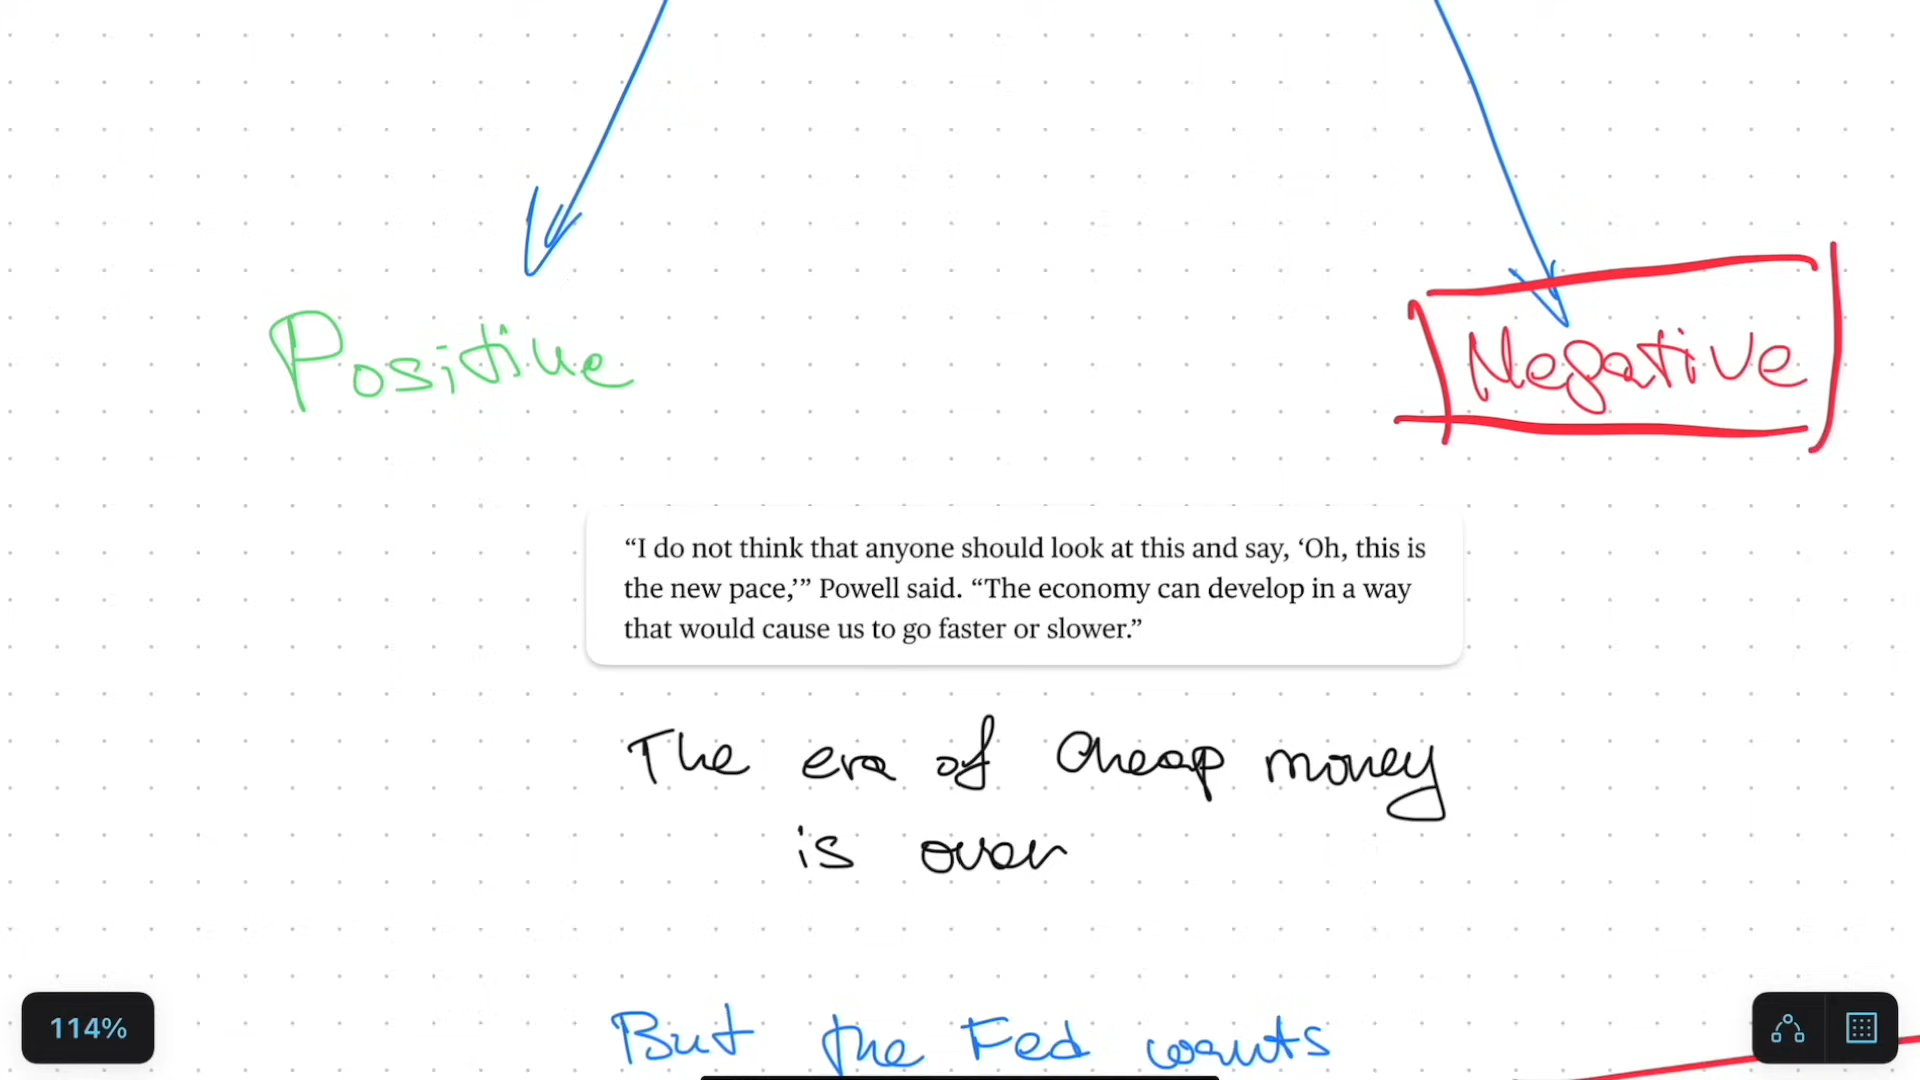 Positive
Negative
“I do not think that anyone should look at this and say, ‘Oh, this is
the new pace,’” Powell said. “The economy can develop in a way
that would cause us to go faster or slower.”
The era of cheap money
is over
But the Fed wants
114%